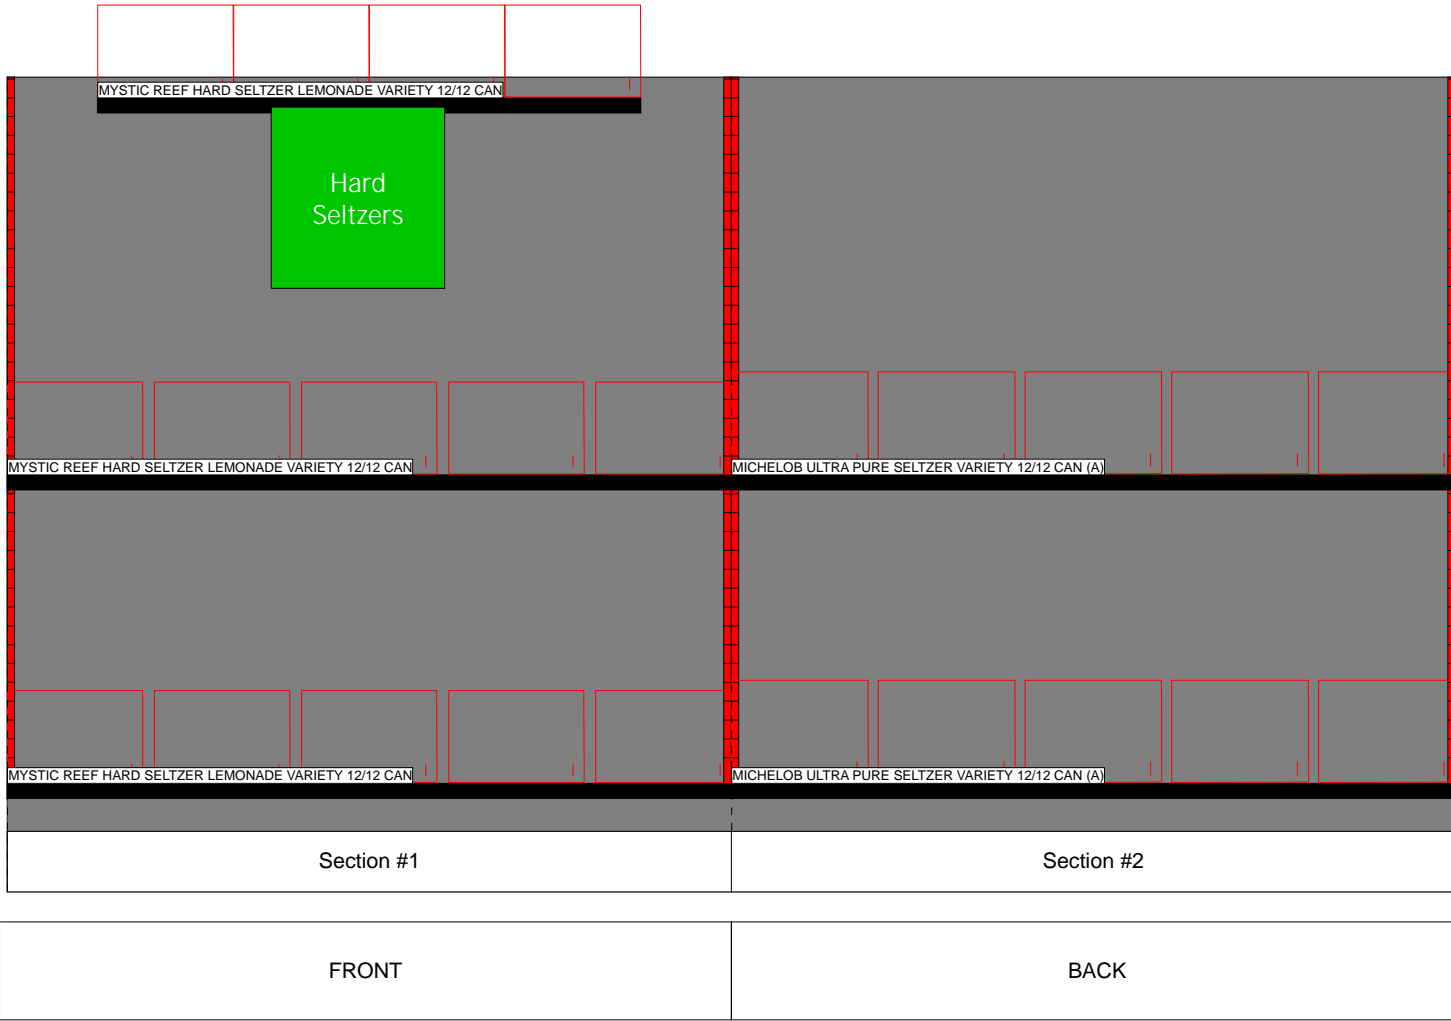 MYSTIC REEF HARD SELTZER LEMONADE VARIETY 12/12 CAN
Hard
Seltzers
MYSTIC REEF HARD SELTZER LEMONADE VARIETY 12/12 CAN
MICHELOB ULTRA PURE SELTZER VARIETY 12/12 CAN (A)
MYSTIC REEF HARD SELTZER LEMONADE VARIETY 12/12 CAN
MICHELOB ULTRA PURE SELTZER VARIETY 12/12 CAN (A)
Section #1
Section #2
FRONT
BACK